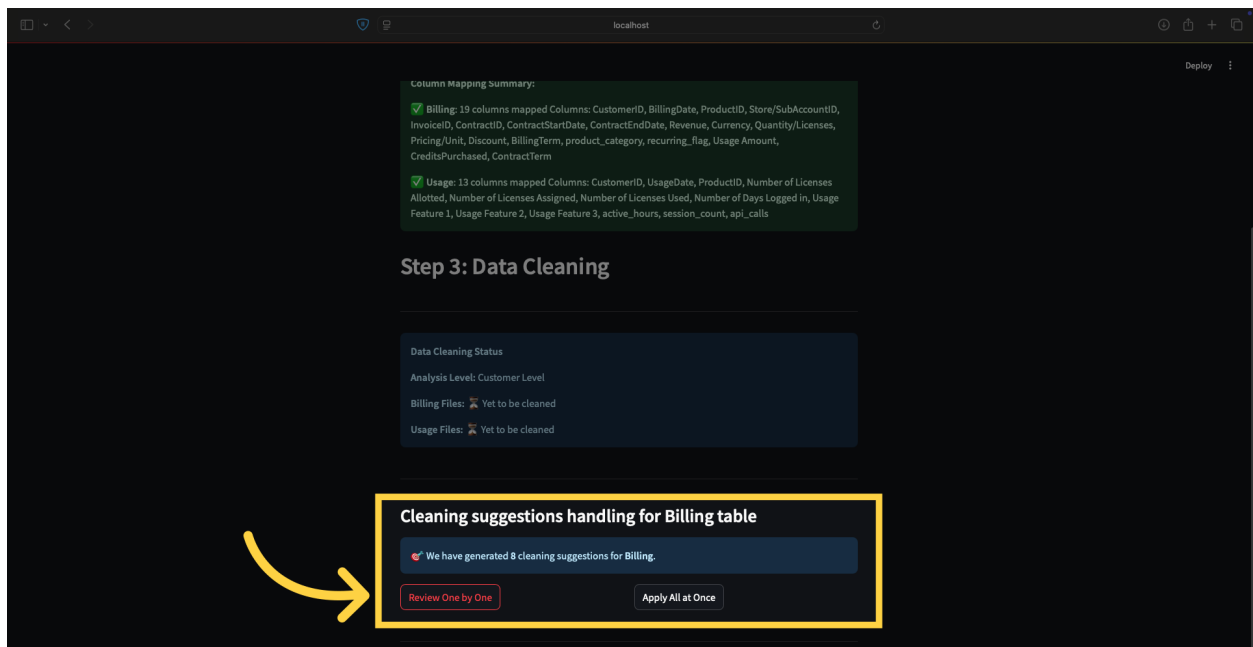 localhost
Deploy
Column Mapping Summary:
✅ Billing: 19 columns mapped Columns: CustomerID, BillingDate, ProductID, Store/SubAccountID,
InvoiceID, ContractID, ContractStartDate, ContractEndDate, Revenue, Currency, Quantity/Licenses,
Pricing/Unit, Discount, BillingTerm, product_category, recurring_flag, Usage Amount,
CreditsPurchased, ContractTerm
✅ Usage: 13 columns mapped Columns: CustomerID, UsageDate, ProductID, Number of Licenses
Allotted, Number of Licenses Assigned, Number of Licenses Used, Number of Days Logged in, Usage
Feature 1, Usage Feature 2, Usage Feature 3, active_hours, session_count, api_calls
Step 3: Data Cleaning
Data Cleaning Status
Analysis Level: Customer Level
Billing Files: ⏳ Yet to be cleaned
Usage Files: ⏳ Yet to be cleaned
Cleaning suggestions handling for Billing table
🎯 We have generated 8 cleaning suggestions for Billing.
Review One by One
Apply All at Once